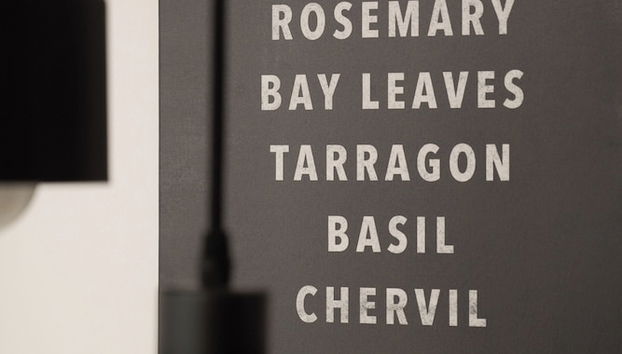 ROSEMARY
BAY LEAVES
TARRAGON
BASIL
CHERVIL